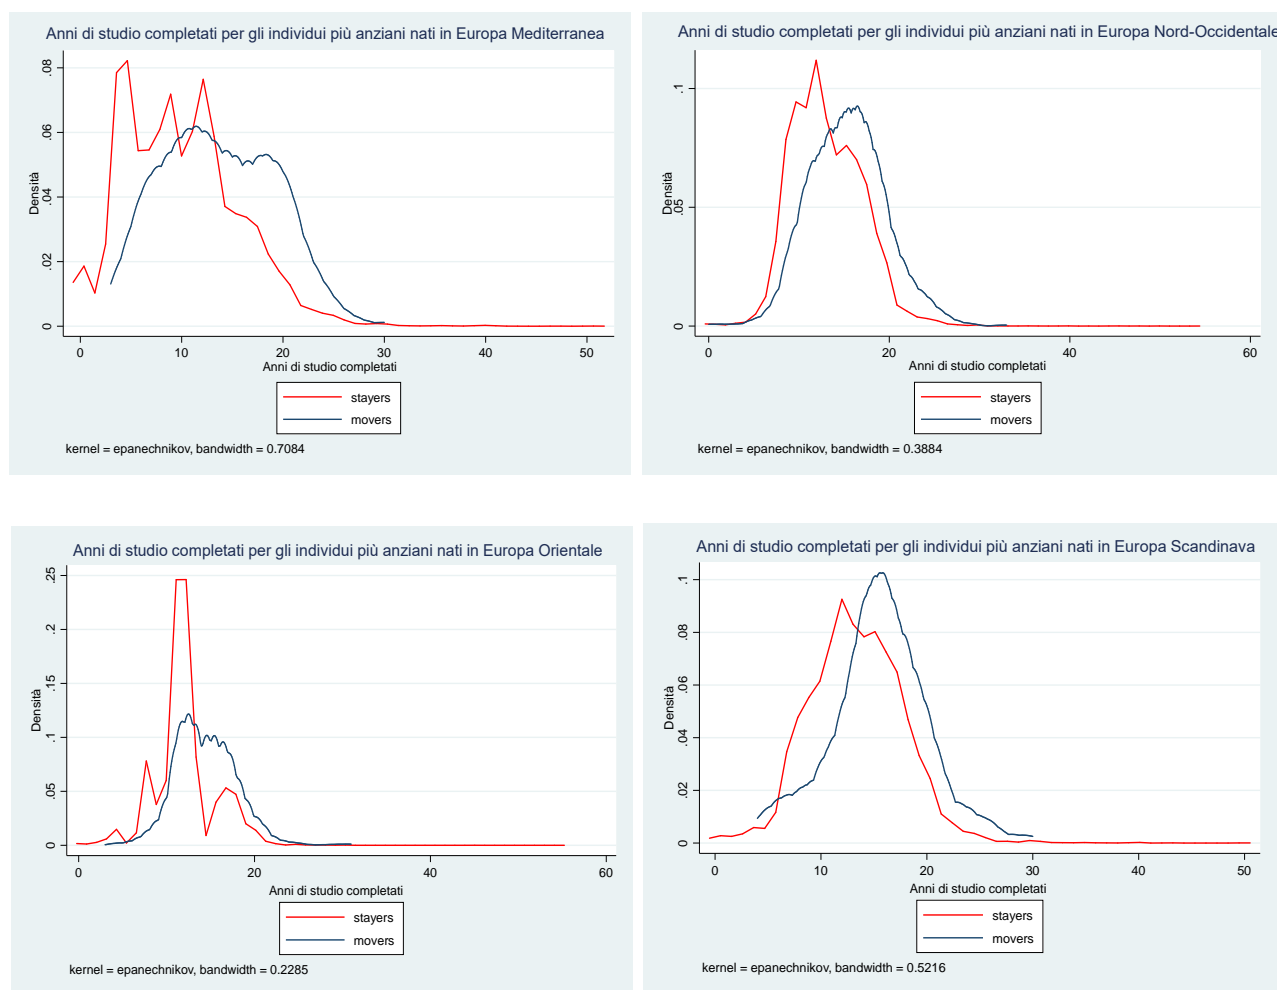 Anni di studio completati per gli individui più anziani nati in Europa Mediterranea
.08
.06
.04
.02
0
Densità
0 10 20 30 40 50
Anni di studio completati
stayers
movers
kernel = epanechnikov, bandwidth = 0.7084
Anni di studio completati per gli individui più anziani nati in Europa Nord-Occidentale
.1
.05
0
Densità
0 20 40 60
Anni di studio completati
stayers
movers
kernel = epanechnikov, bandwidth = 0.3884
Anni di studio completati per gli individui più anziani nati in Europa Orientale
.25
.2
.15
.1
.05
0
Densità
0 20 40 60
Anni di studio completati
stayers
movers
kernel = epanechnikov, bandwidth = 0.2285
Anni di studio completati per gli individui più anziani nati in Europa Scandinava
.1
.08
.06
.04
.02
0
Densità
0 10 20 30 40 50
Anni di studio completati
stayers
movers
kernel = epanechnikov, bandwidth = 0.5216